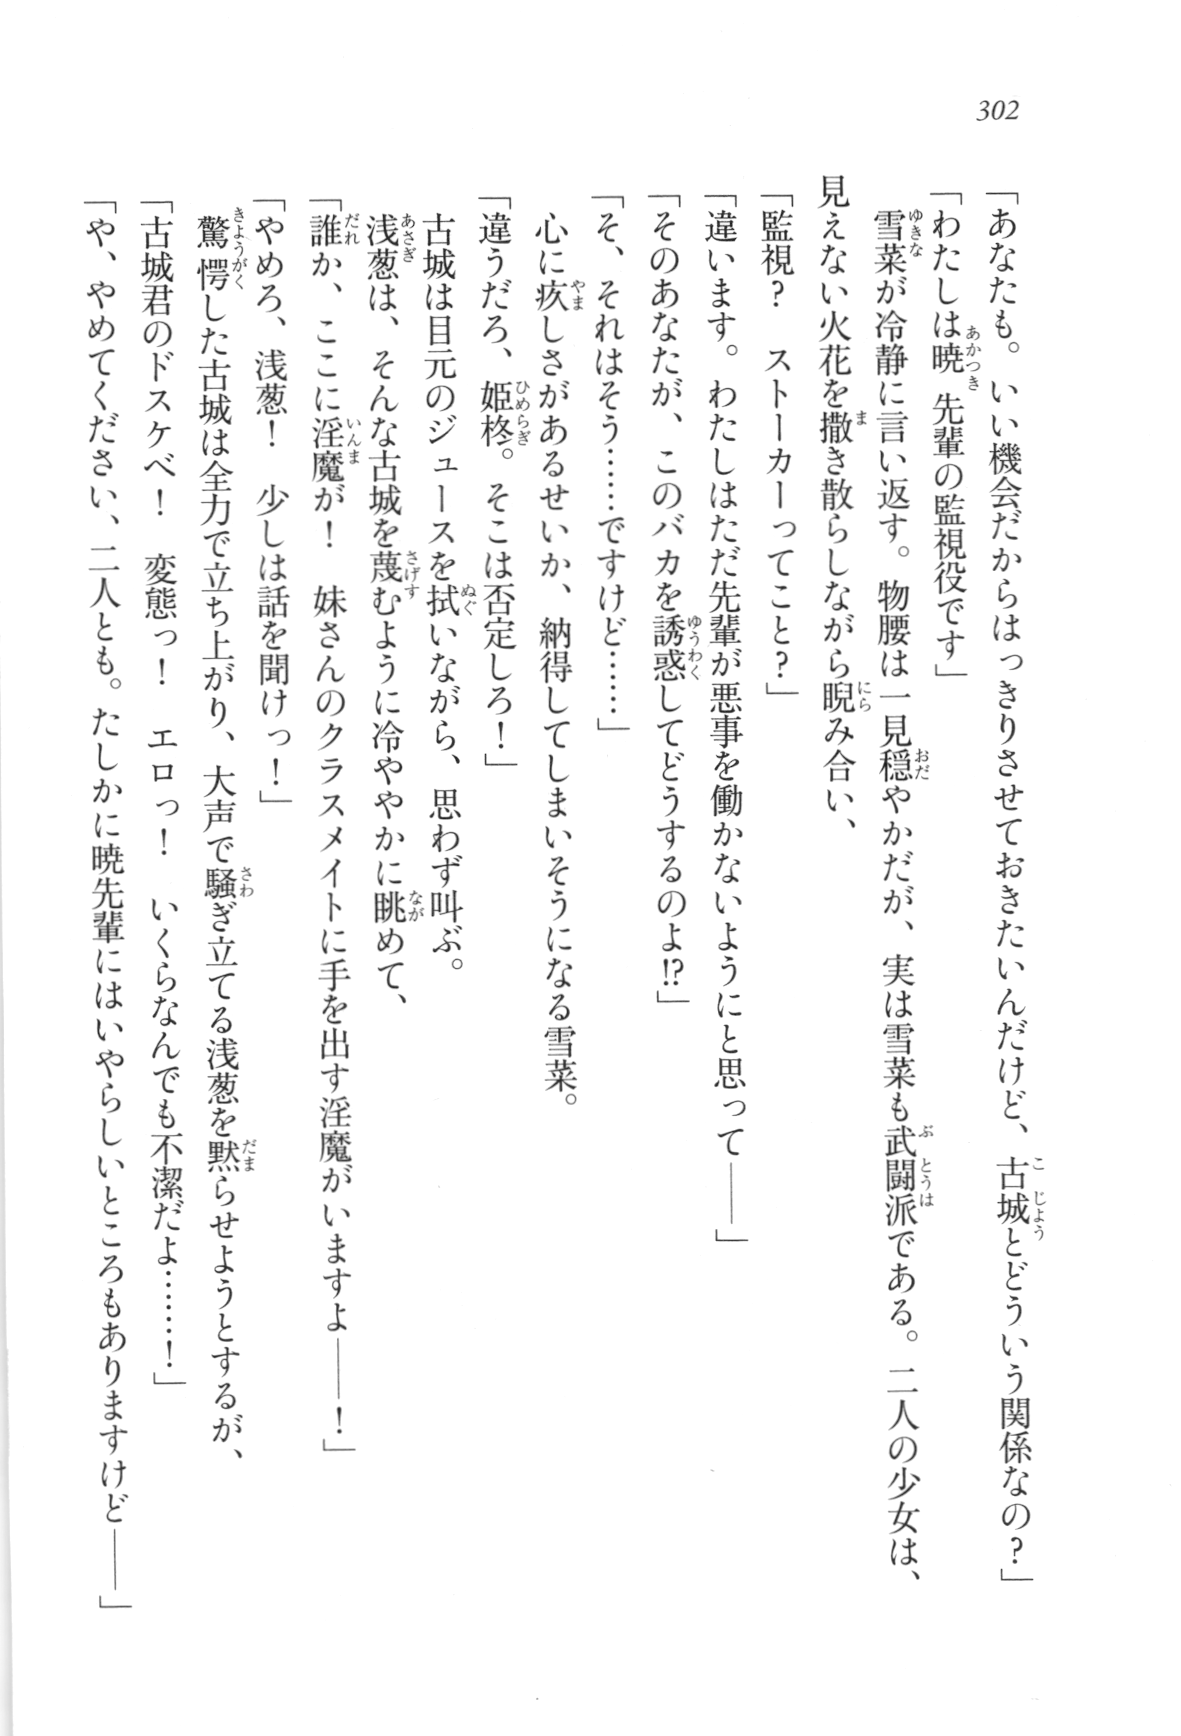 302
「あなたも。いい機会だからはっきりさせておきたいんだけど、古城とどういう関係なの？」
「わたしは暁先輩の監視役です」
雪菜が冷静に言い返す。物腰は一見穏やかだが、実は雪菜も武闘派である。二人の少女は、
見えない火花を撒き散らしながら睨み合い、
「監視？　ストーカーってこと？」
「違います。わたしはただ先輩が悪事を働かないようにと思って――」
「そのあなたが、このバカを誘惑してどうするのよ!?」
「そ、それはそう……ですけど……」
心に疚しさがあるせいか、納得してしまいそうになる雪菜。
「違うだろ、姫柊。そこは否定しろ！」
古城は目元のジュースを拭いながら、思わず叫ぶ。
浅葱は、そんな古城を蔑むように冷ややかに眺めて、
「誰か、ここに淫魔が！　妹さんのクラスメイトに手を出す淫魔がいますよ――！」
「やめろ、浅葱！　少しは話を聞けっ！」
驚愕した古城は全力で立ち上がり、大声で騒ぎ立てる浅葱を黙らせようとするが、
「古城君のドスケベ！　変態っ！　エロっ！　いくらなんでも不潔だよ……！」
「や、やめてください、二人とも。たしかに暁先輩にはいやらしいところもありますけど――」